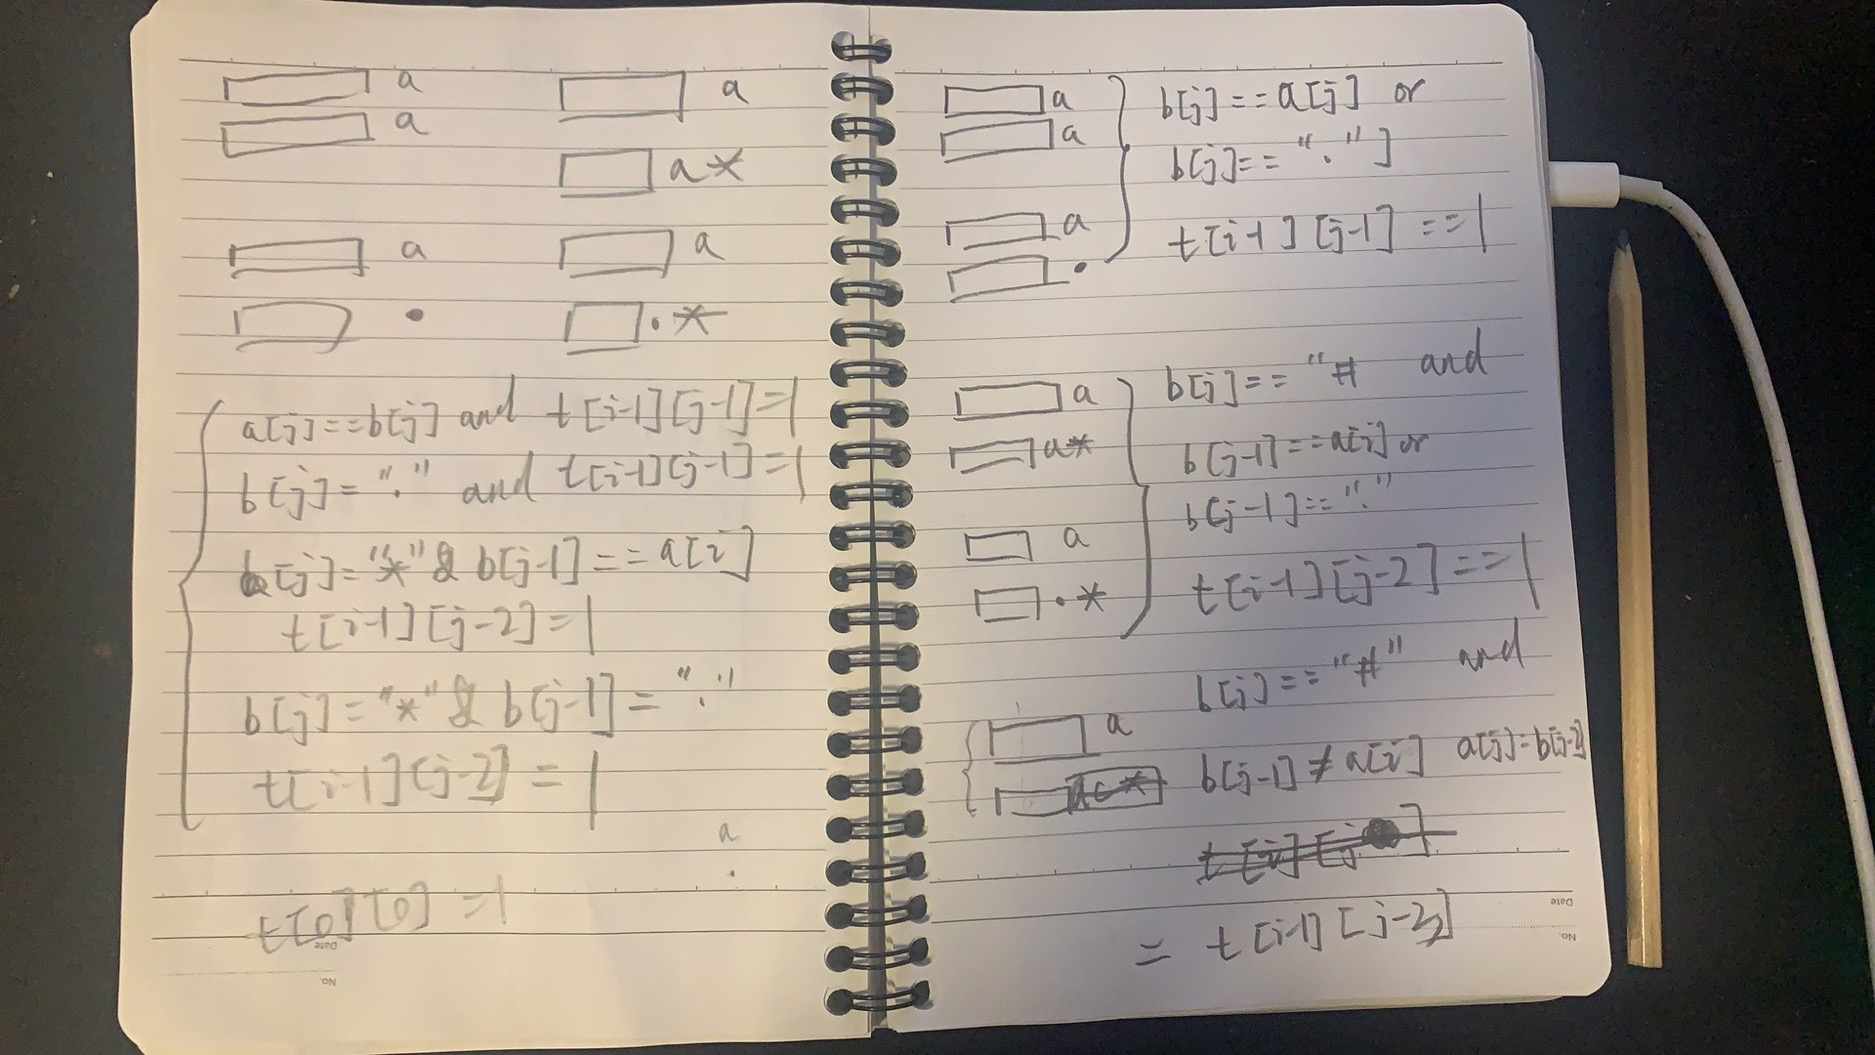 a
a
a
a*
a
a
.
.*
a[j]==b[j] and t[i-1][j-1]=1
b[j]="." and t[i-1][j-1]=1
b[j]="*" & b[j-1]==a[i]
t[i-1][j-2]=1
b[j]="*" & b[j-1]="."
t[i-1][j-2]=1
a
.
t[0][0]=1
Date
No.
a
a
b[j]==a[j] or
b[j]=="."]
a
.
t[i-1][j-1]==1
a
a*
b[j]=="# and
b[j-1]==a[i] or
b[j-1]=="."
a
.*
t[i-1][j-2]==1
b[j]=="#" and
a
b[j-1]≠a[i] a[j]=b[j-2]
t[i][j
]
= t[i-1][j-2]
Date
No.